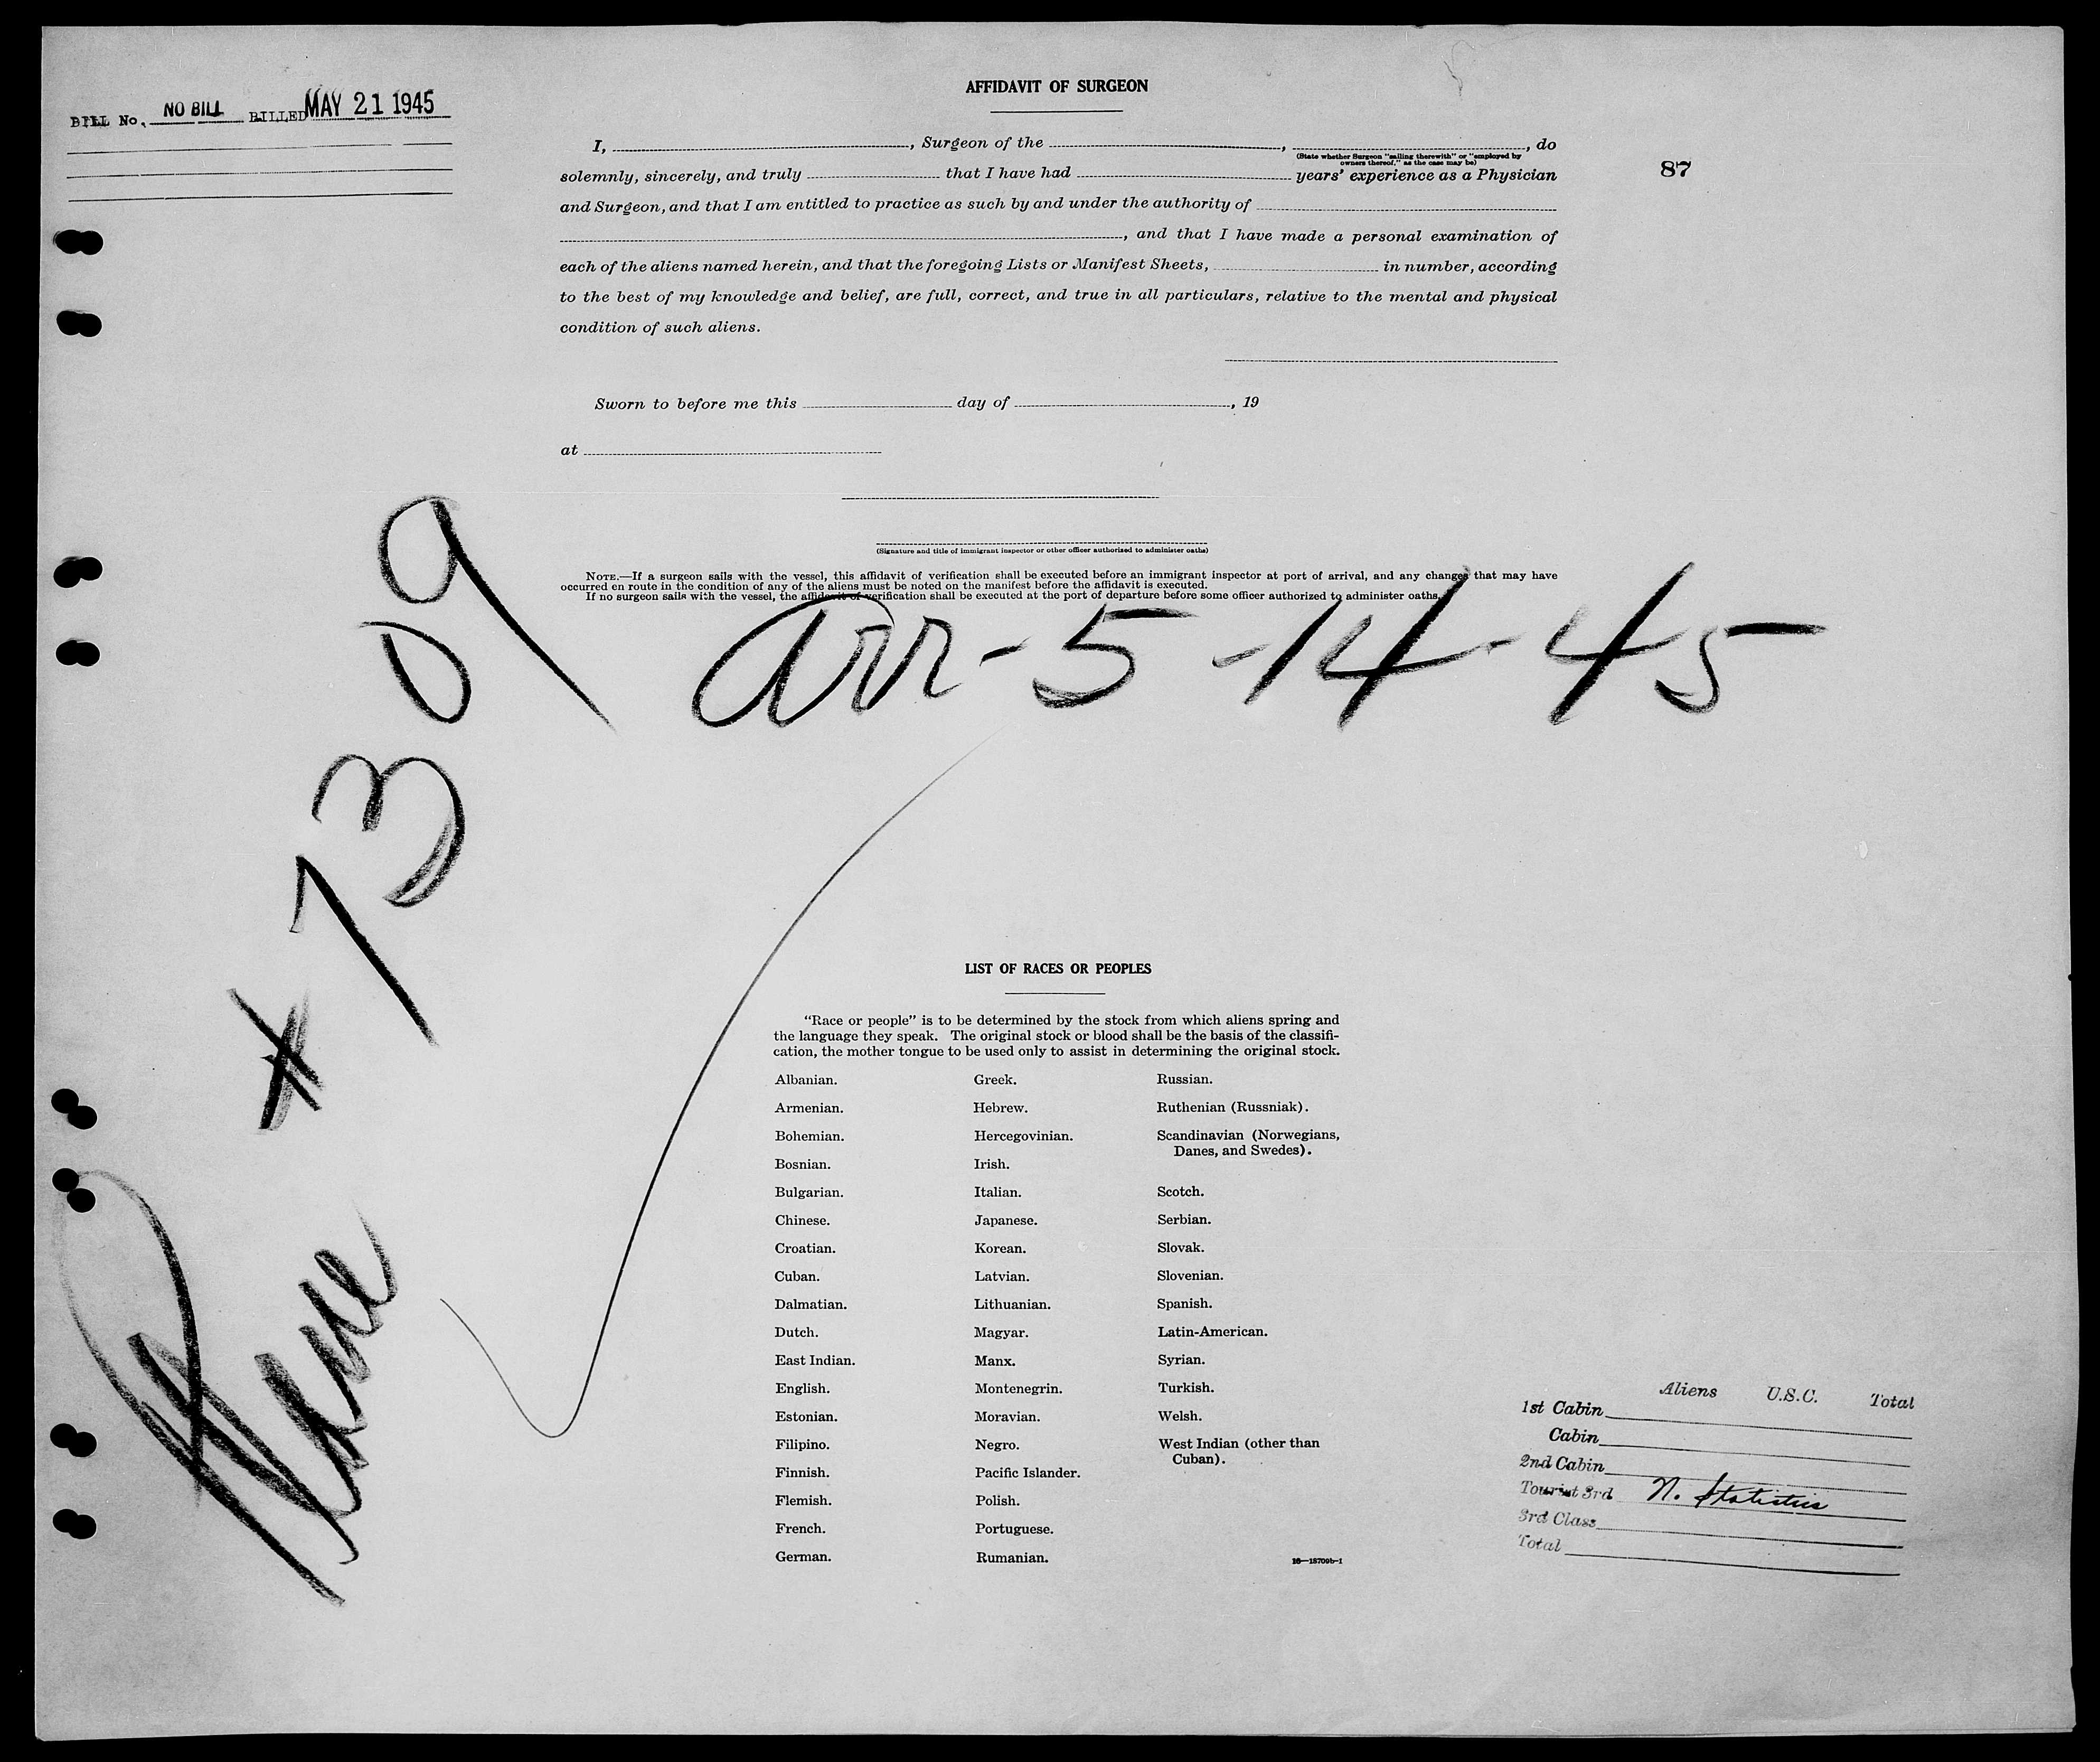 BILL No. NO BILL BILLED MAY 21 1945
AFFIDAVIT OF SURGEON
I, , Surgeon of the , , do
(State whether Surgeon "sailing therewith" or "employed by
owners thereof," as the case may be)
solemnly, sincerely, and truly that I have had years' experience as a Physician
87
and Surgeon, and that I am entitled to practice as such by and under the authority of
, and that I have made a personal examination of
each of the aliens named herein, and that the foregoing Lists or Manifest Sheets, in number, according
to the best of my knowledge and belief, are full, correct, and true in all particulars, relative to the mental and physical
condition of such aliens.
Sworn to before me this day of , 19
at
(Signature and title of immigrant inspector or other officer authorized to administer oaths)
NOTE.—If a surgeon sails with the vessel, this affidavit of verification shall be executed before an immigrant inspector at port of arrival, and any changes that may have
occurred en route in the condition of any of the aliens must be noted on the manifest before the affidavit is executed.
If no surgeon sails with the vessel, the affidavit of verification shall be executed at the port of departure before some officer authorized to administer oaths.
arr-5-14-45
Plane #7309
LIST OF RACES OR PEOPLES
"Race or people" is to be determined by the stock from which aliens spring and
the language they speak. The original stock or blood shall be the basis of the classifi-
cation, the mother tongue to be used only to assist in determining the original stock.
Albanian.
Armenian.
Bohemian.
Bosnian.
Bulgarian.
Chinese.
Croatian.
Cuban.
Dalmatian.
Dutch.
East Indian.
English.
Estonian.
Filipino.
Finnish.
Flemish.
French.
German.
Greek.
Hebrew.
Hercegovinian.
Irish.
Italian.
Japanese.
Korean.
Latvian.
Lithuanian.
Magyar.
Manx.
Montenegrin.
Moravian.
Negro.
Pacific Islander.
Polish.
Portuguese.
Rumanian.
Russian.
Ruthenian (Russniak).
Scandinavian (Norwegians,
Danes, and Swedes).
Scotch.
Serbian.
Slovak.
Slovenian.
Spanish.
Latin-American.
Syrian.
Turkish.
Welsh.
West Indian (other than
Cuban).
16—18709b-1
Aliens U.S.C. Total
1st Cabin
Cabin
2nd Cabin
Tourist 3rd N. Statistics
3rd Class
Total